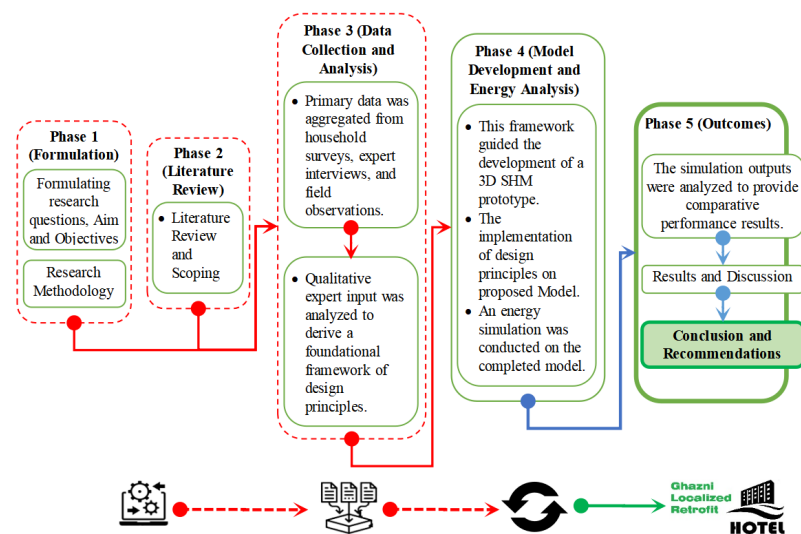 Phase 1
(Formulation)
Formulating
research
questions, Aim
and Objectives
Research
Methodology
Phase 2
(Literature
Review)
• Literature
Review
and
Scoping
Phase 3 (Data
Collection and
Analysis)
• Primary data was
aggregated from
household
surveys, expert
interviews, and
field
observations.
• Qualitative
expert input was
analyzed to
derive a
foundational
framework of
design
principles.
Phase 4 (Model
Development and
Energy Analysis)
• This framework
guided the
development of a
3D SHM
prototype.
• The
implementation
of design
principles on
proposed Model.
• An energy
simulation was
conducted on the
completed model.
Phase 5 (Outcomes)
The simulation outputs
were analyzed to provide
comparative
performance results.
Results and Discussion
Conclusion and
Recommendations
Ghazni
Localized
Retrofit
HOTEL